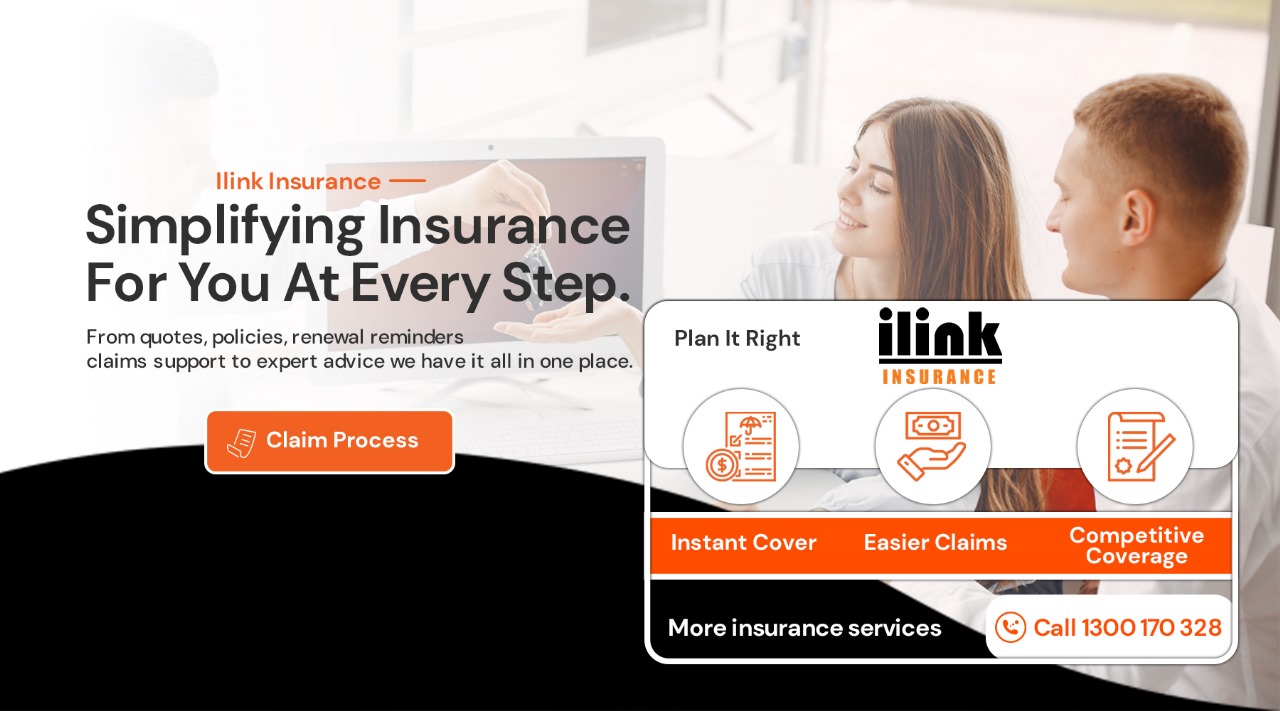 Ilink Insurance
Simplifying Insurance
For You At Every Step.
From quotes, policies, renewal reminders
claims support to expert advice we have it all in one place.
Claim Process
Plan It Right
ilink
INSURANCE
$
Instant Cover
Easier Claims
Competitive
Coverage
More insurance services
Call 1300 170 328